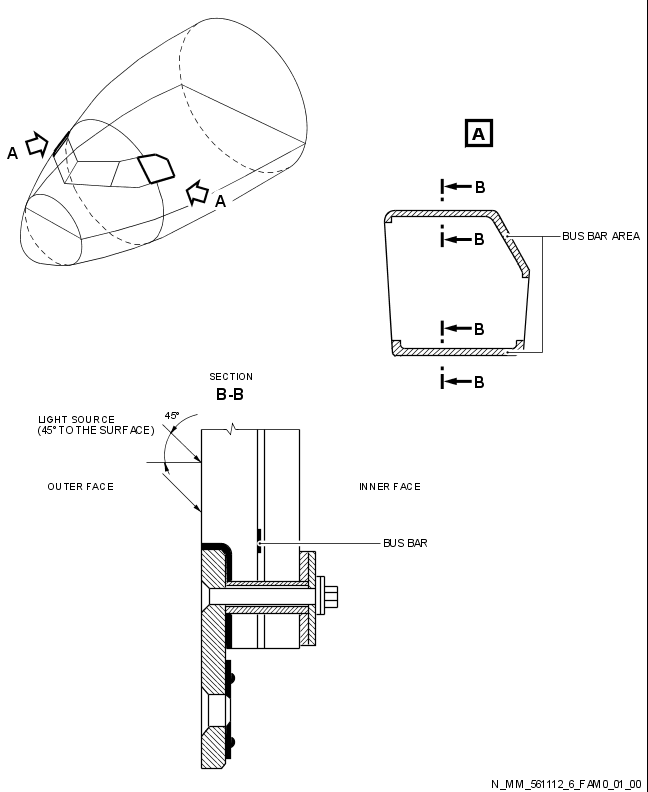 A
A
A
B
B
BUS BAR AREA
B
B
SECTION
B-B
LIGHT SOURCE
(45° TO THE SURFACE)
45°
OUTER FACE
INNER FACE
BUS BAR
N_MM_561112_6_FAM0_01_00